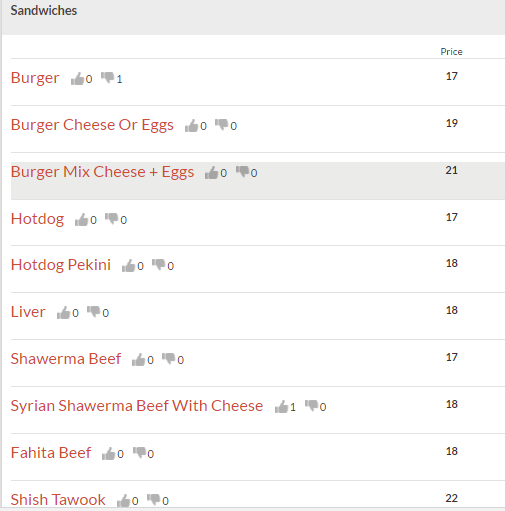 Sandwiches
Price
Burger 0 1 17
Burger Cheese Or Eggs 0 0 19
Burger Mix Cheese + Eggs 0 0 21
Hotdog 0 0 17
Hotdog Pekini 0 0 18
Liver 0 0 18
Shawerma Beef 0 0 17
Syrian Shawerma Beef With Cheese 1 0 18
Fahita Beef 0 0 18
Shish Tawook 0 0 22